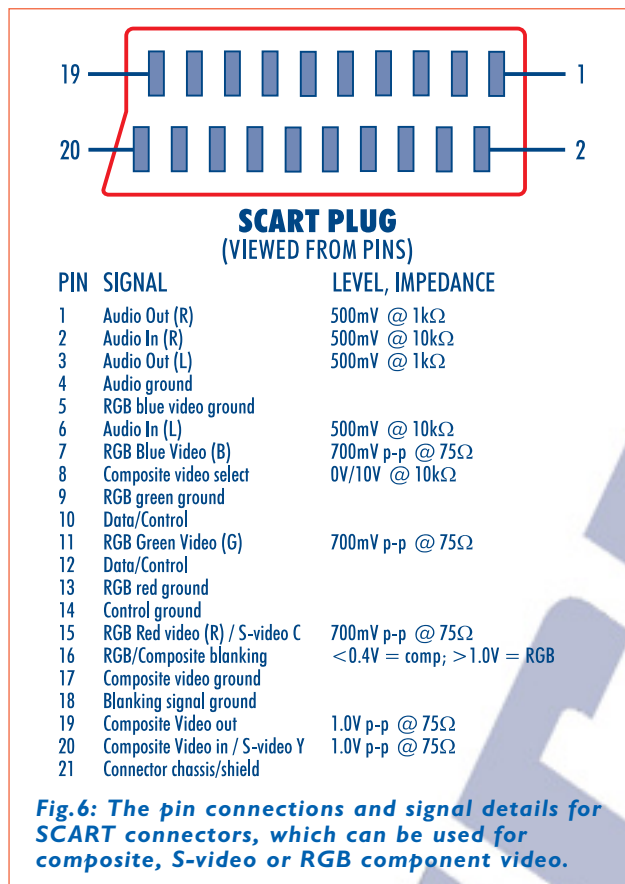 19 1
20 2
SCART PLUG
(VIEWED FROM PINS)
PIN SIGNAL LEVEL, IMPEDANCE
1 Audio Out (R) 500mV @ 1kΩ
2 Audio In (R) 500mV @ 10kΩ
3 Audio Out (L) 500mV @ 1kΩ
4 Audio ground
5 RGB blue video ground
6 Audio In (L) 500mV @ 10kΩ
7 RGB Blue Video (B) 700mV p-p @ 75Ω
8 Composite video select 0V/10V @ 10kΩ
9 RGB green ground
10 Data/Control
11 RGB Green Video (G) 700mV p-p @ 75Ω
12 Data/Control
13 RGB red ground
14 Control ground
15 RGB Red video (R) / S-video C 700mV p-p @ 75Ω
16 RGB/Composite blanking <0.4V = comp; >1.0V = RGB
17 Composite video ground
18 Blanking signal ground
19 Composite Video out 1.0V p-p @ 75Ω
20 Composite Video in / S-video Y 1.0V p-p @ 75Ω
21 Connector chassis/shield
Fig.6: The pin connections and signal details for
SCART connectors, which can be used for
composite, S-video or RGB component video.